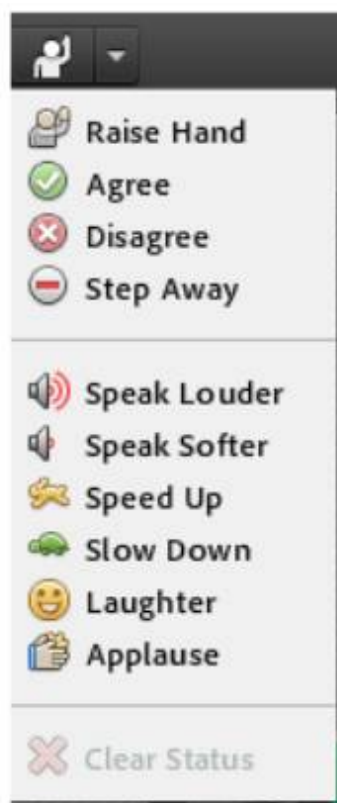 Raise Hand
Agree
Disagree
Step Away
Speak Louder
Speak Softer
Speed Up
Slow Down
Laughter
Applause
Clear Status